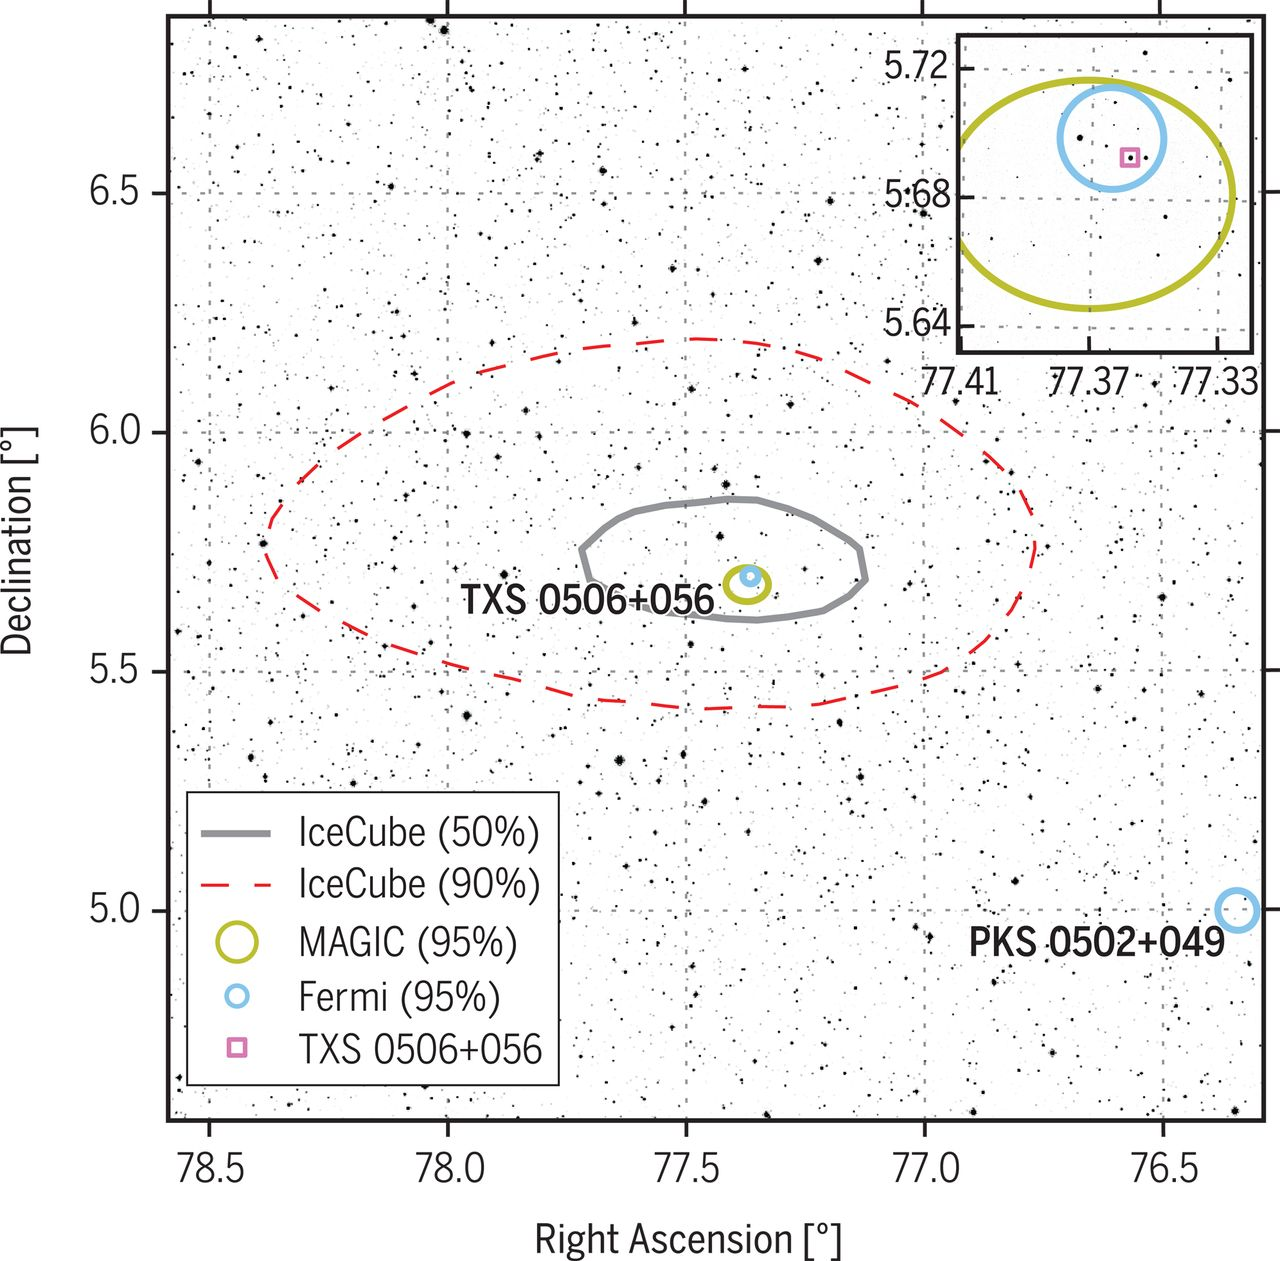 5.72
5.68
5.64
77.41 77.37 77.33
6.5
6.0
5.5
5.0
Declination [°]
TXS 0506+056
PKS 0502+049
IceCube (50%)
IceCube (90%)
MAGIC (95%)
Fermi (95%)
TXS 0506+056
78.5 78.0 77.5 77.0 76.5
Right Ascension [°]